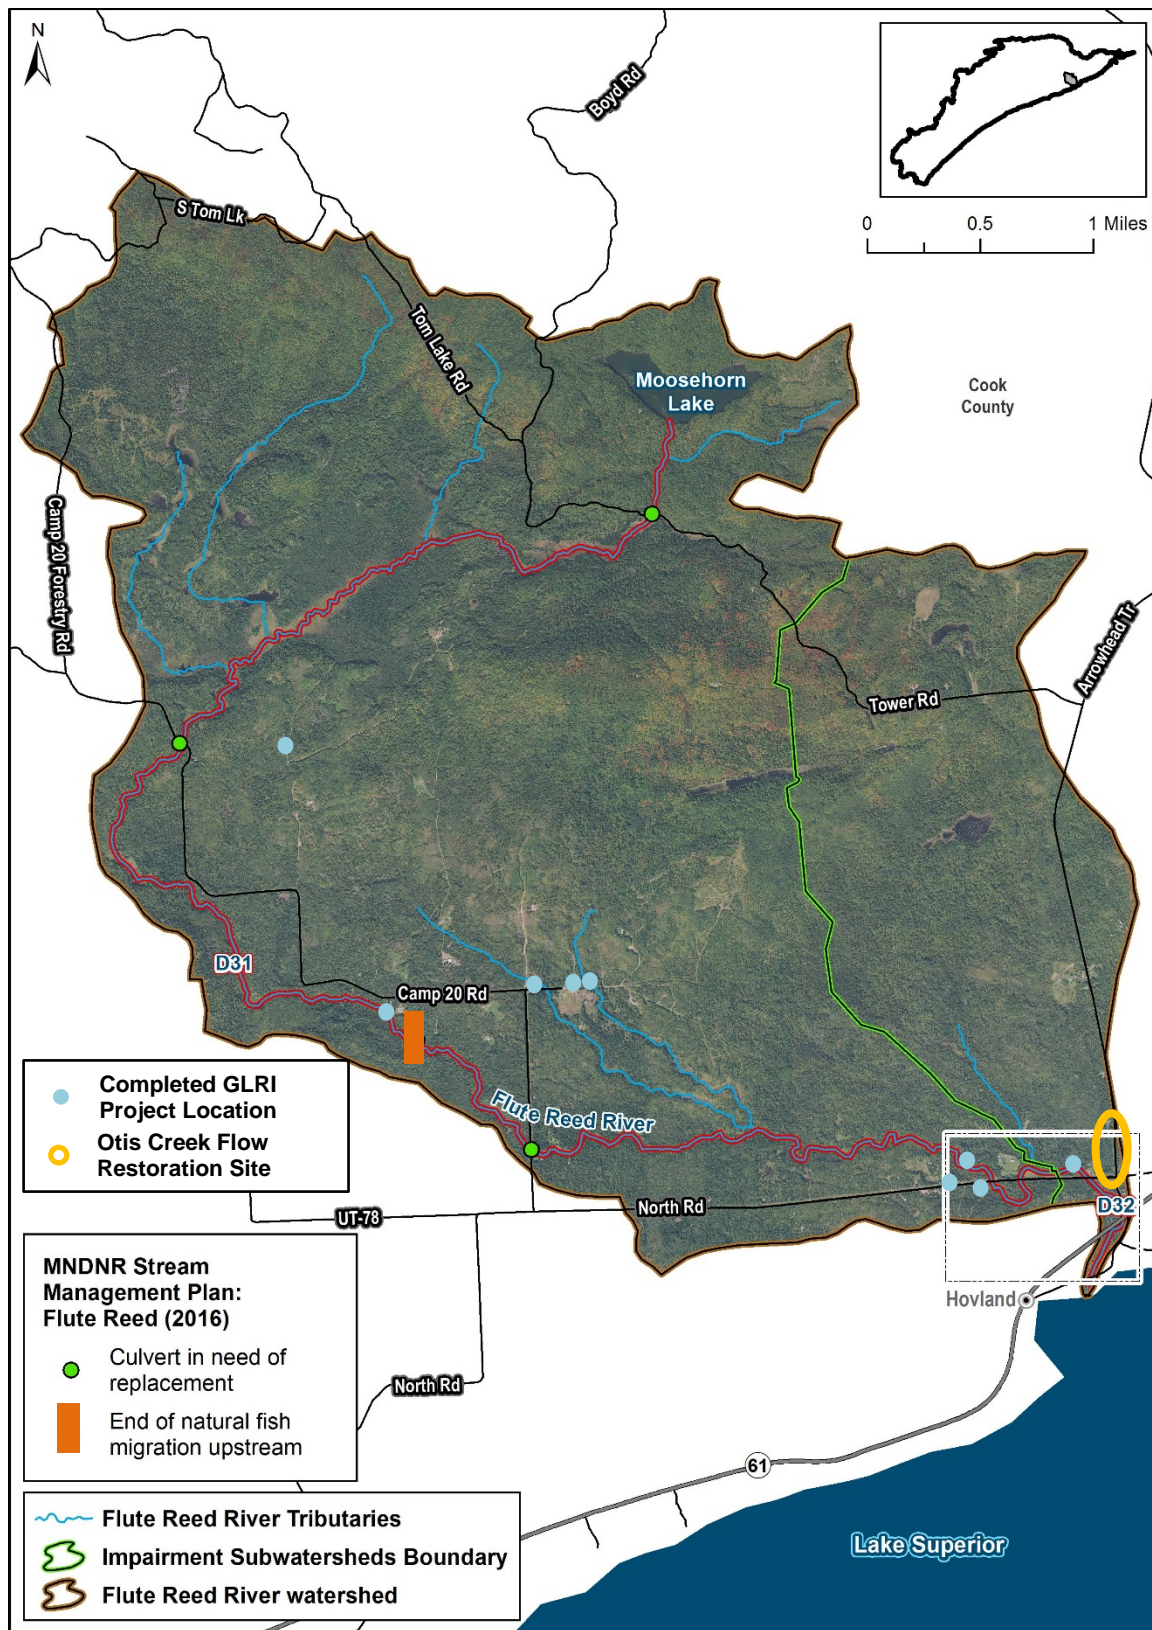 N
Boyd Rd
0 0.5 1 Miles
S Tom Lk
Tom Lake Rd
Moosehorn
Lake
Cook
County
Camp 20 Forestry Rd
Arrowhead Tr
Tower Rd
D31
Camp 20 Rd
Flute Reed River
Completed GLRI
Project Location
Otis Creek Flow
Restoration Site
UT-78
North Rd
D32
Hovland
MNDNR Stream
Management Plan:
Flute Reed (2016)
Culvert in need of
replacement
End of natural fish
migration upstream
North Rd
61
Flute Reed River Tributaries
Impairment Subwatersheds Boundary
Flute Reed River watershed
Lake Superior